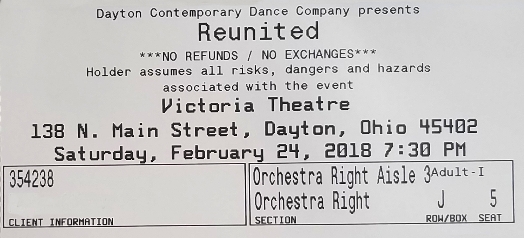 Dayton Contemporary Dance Company presents
Reunited
***NO REFUNDS / NO EXCHANGES***
Holder assumes all risks, dangers and hazards
associated with the event
Victoria Theatre
138 N. Main Street, Dayton, Ohio 45402
Saturday, February 24, 2018 7:30 PM
354238
CLIENT INFORMATION
Orchestra Right Aisle 3 Adult-I
Orchestra Right J 5
SECTION ROW/BOX SEAT